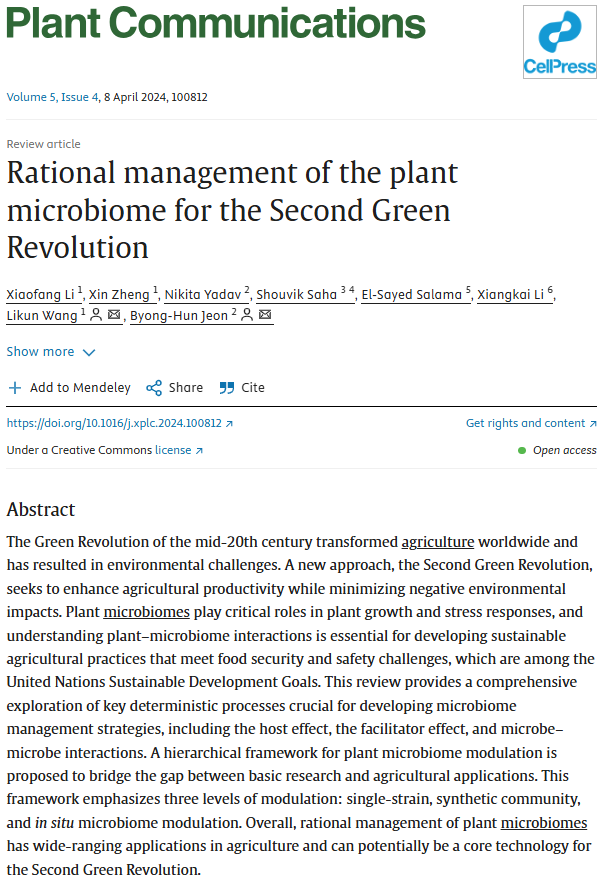 Plant Communications
CellPress
Volume 5, Issue 4, 8 April 2024, 100812
Review article
Rational management of the plant
microbiome for the Second Green
Revolution
Xiaofang Li 1, Xin Zheng 1, Nikita Yadav 2, Shouvik Saha 3 4, El-Sayed Salama 5, Xiangkai Li 6,
Likun Wang 1, Byong-Hun Jeon 2
Show more
Add to Mendeley Share Cite
https://doi.org/10.1016/j.xplc.2024.100812 ↗ Get rights and content ↗
Under a Creative Commons license ↗ Open access
Abstract
The Green Revolution of the mid-20th century transformed agriculture worldwide and
has resulted in environmental challenges. A new approach, the Second Green Revolution,
seeks to enhance agricultural productivity while minimizing negative environmental
impacts. Plant microbiomes play critical roles in plant growth and stress responses, and
understanding plant–microbiome interactions is essential for developing sustainable
agricultural practices that meet food security and safety challenges, which are among the
United Nations Sustainable Development Goals. This review provides a comprehensive
exploration of key deterministic processes crucial for developing microbiome
management strategies, including the host effect, the facilitator effect, and microbe–
microbe interactions. A hierarchical framework for plant microbiome modulation is
proposed to bridge the gap between basic research and agricultural applications. This
framework emphasizes three levels of modulation: single-strain, synthetic community,
and in situ microbiome modulation. Overall, rational management of plant microbiomes
has wide-ranging applications in agriculture and can potentially be a core technology for
the Second Green Revolution.